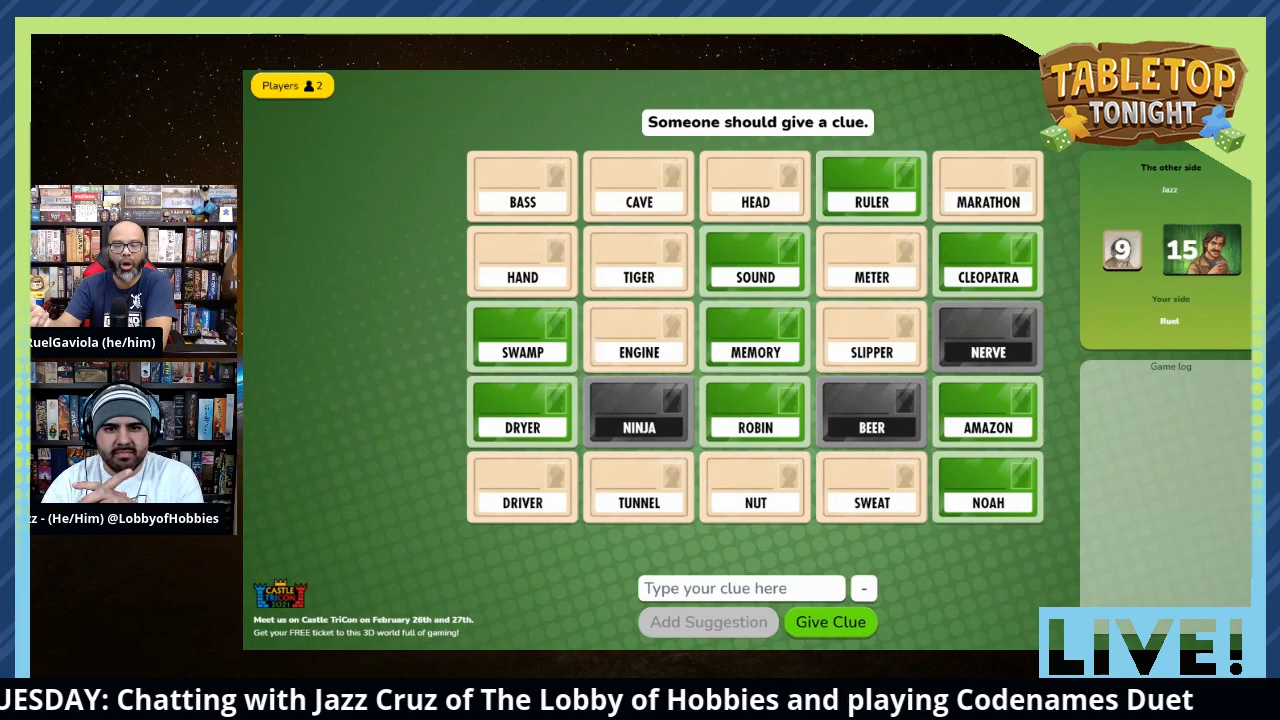 Players 2
TABLETOP
TONIGHT
Someone should give a clue.
BASS CAVE HEAD RULER MARATHON
HAND TIGER SOUND METER CLEOPATRA
SWAMP ENGINE MEMORY SLIPPER NERVE
DRYER NINJA ROBIN BEER AMAZON
DRIVER TUNNEL NUT SWEAT NOAH
The other side
Jazz
9 15
Your side
Ruel
Game log
RuelGaviola (he/him)
zz - (He/Him) @LobbyofHobbies
Type your clue here -
Add Suggestion Give Clue
CASTLE
TRICON
2021
Meet us on Castle TriCon on February 26th and 27th.
Get your FREE ticket to this 3D world full of gaming!
LIVE!
UESDAY: Chatting with Jazz Cruz of The Lobby of Hobbies and playing Codenames Duet